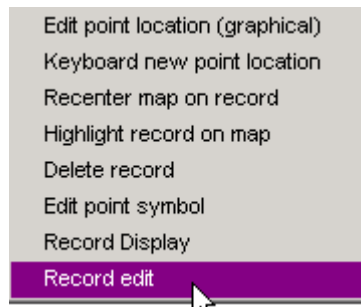 Edit point location (graphical)
Keyboard new point location
Recenter map on record
Highlight record on map
Delete record
Edit point symbol
Record Display
Record edit